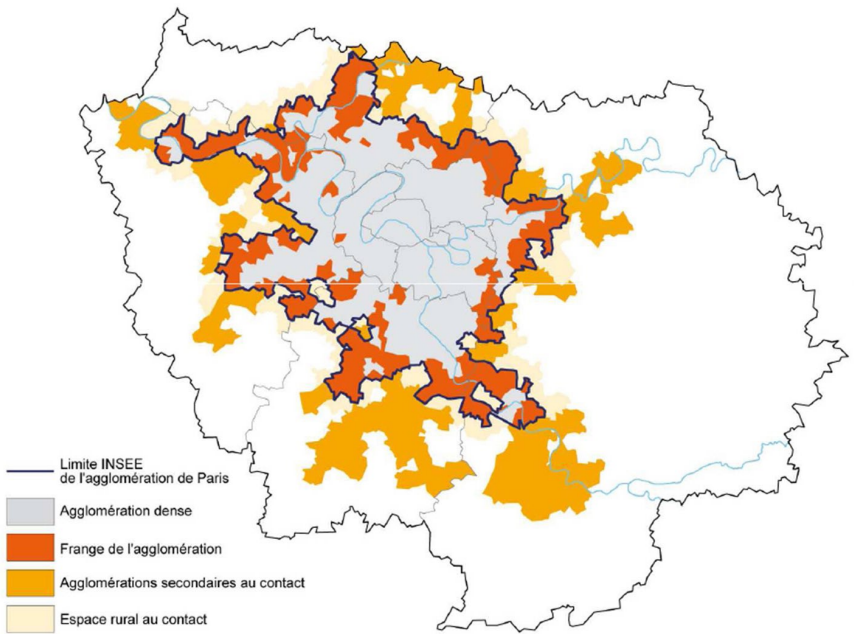 Limite INSEE
de l'agglomération de Paris
Agglomération dense
Frange de l'agglomération
Agglomérations secondaires au contact
Espace rural au contact